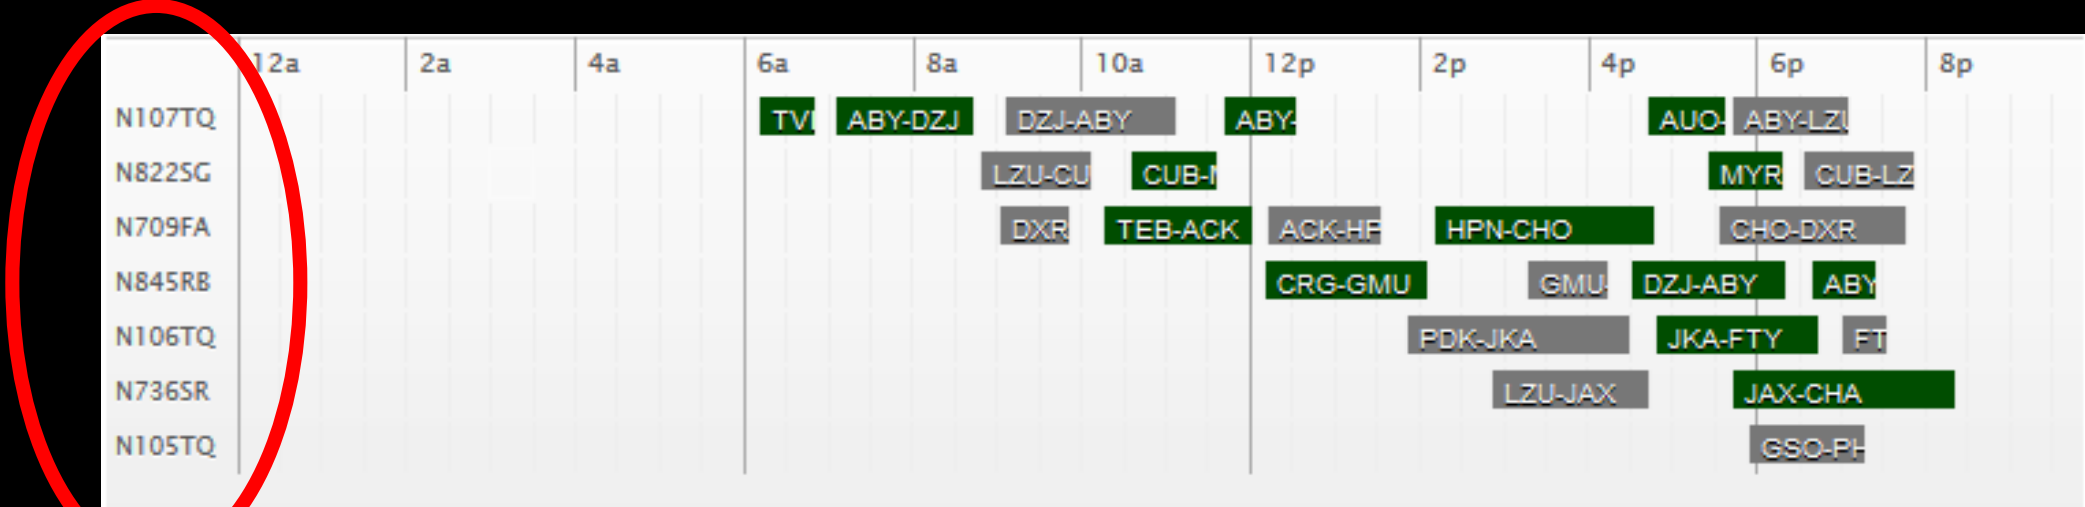 12a 2a 4a 6a 8a 10a 12p 2p 4p 6p 8p
N107TQ TVI ABY-DZJ DZJ-ABY ABY- AUO- ABY-LZU
N822SG LZU-CU CUB-M MYR CUB-LZ
N709FA DXR TEB-ACK ACK-HP HPN-CHO CHO-DXR
N845RB CRG-GMU GMU- DZJ-ABY ABY
N106TQ PDK-JKA JKA-FTY FT
N736SR LZU-JAX JAX-CHA
N105TQ GSO-PH